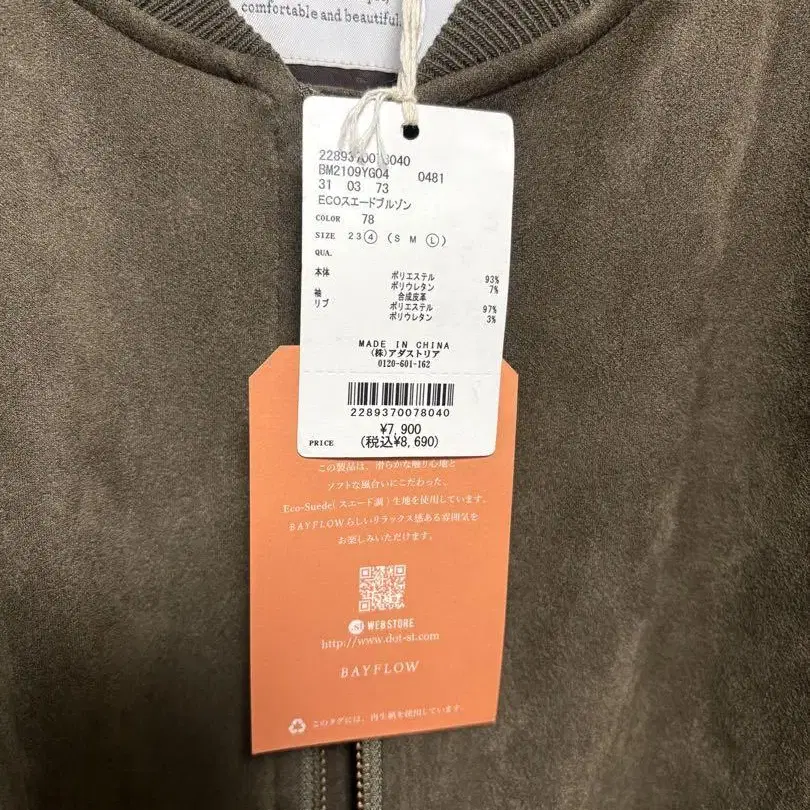 comfortable and beautiful.
2289370078040
BM2109YG04 0481
31 03 73
ECOスエードブルゾン
COLOR 78
SIZE 23④ (S M Ⓛ)
QUA.
本体 ポリエステル 93%
ポリウレタン 7%
袖 合成皮革
リブ ポリエステル 97%
ポリウレタン 3%
MADE IN CHINA
(株)アダストリア
0120-601-162
2289370078040
¥7,900
PRICE (税込¥8,690)
この製品は、滑らかな触り心地と
ソフトな風合いにこだわった、
Eco-Suede(スエード調)生地を使用しています。
BAYFLOWらしいリラックス感ある雰囲気を
お楽しみいただけます。
.st WEBSTORE
http://www.dot-st.com
BAYFLOW
このタグには、再生紙を使用しています。